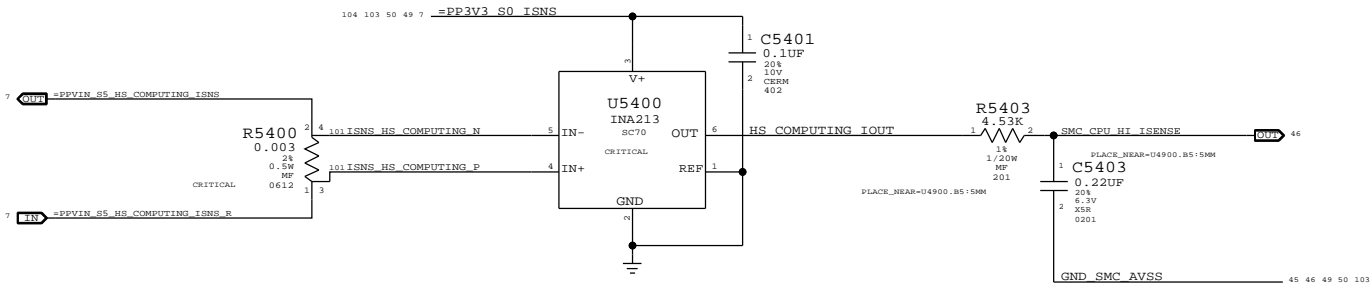 104 103 50 49 7 =PP3V3_S0_ISNS
1 C5401
0.1UF
20%
10V
2 CERM
402
3
V+
7 OUT =PPVIN_S5_HS_COMPUTING_ISNS
U5400
INA213
SC70
CRITICAL
R5400
0.003
2%
0.5W
MF
0612
CRITICAL
2 4
1 3
101 ISNS_HS_COMPUTING_N 5 IN-
101 ISNS_HS_COMPUTING_P 4 IN+
OUT 6 HS_COMPUTING_IOUT
REF 1
GND
2
7 IN =PPVIN_S5_HS_COMPUTING_ISNS_R
R5403
4.53K
1 2
1%
1/20W
MF
201
PLACE_NEAR=U4900.B5:5MM
SMC_CPU_HI_ISENSE OUT 46
PLACE_NEAR=U4900.B5:5MM
1 C5403
0.22UF
20%
6.3V
2 X5R
0201
GND_SMC_AVSS 45 46 49 50 103